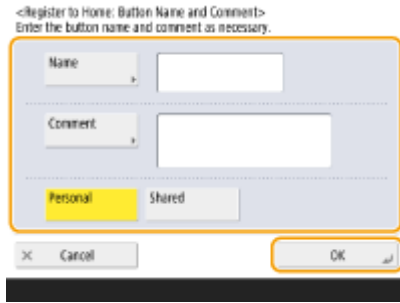 <Register to Home: Button Name and Comment>
Enter the button name and comment as necessary.
Name
Comment
Personal Shared
× Cancel OK